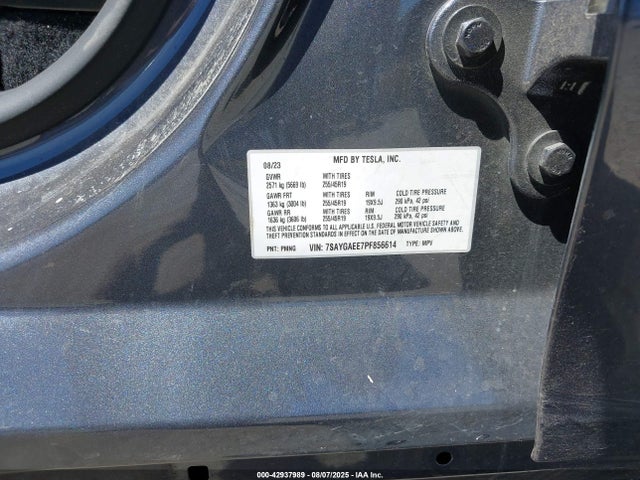 08/23 MFD BY TESLA, INC.
GVWR WITH TIRES
2571 kg (5669 lb) 255/45R19
GAWR FRT WITH TIRES RIM COLD TIRE PRESSURE
1363 kg (3004 lb) 255/45R19 19X9.5J 290 kPa, 42 psi
GAWR RR WITH TIRES RIM COLD TIRE PRESSURE
1636 kg (3606 lb) 255/45R19 19X9.5J 290 kPa, 42 psi
THIS VEHICLE CONFORMS TO ALL APPLICABLE U.S. FEDERAL MOTOR VEHICLE
SAFETY AND THEFT PREVENTION STANDARDS IN EFFECT ON THE DATE OF MANUFACTURE SHOWN ABOVE.
PNT: PMNG VIN: 7SAYGAEE7PF856614 TYPE: MPV
000-42937989 - 08/07/2025 - IAA Inc.